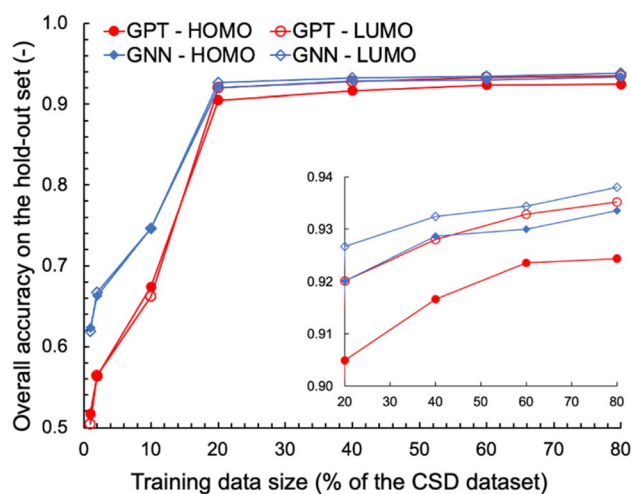 GPT - HOMO GPT - LUMO
GNN - HOMO GNN - LUMO
Overall accuracy on the hold-out set (-)
1.0
0.9
0.8
0.7
0.6
0.5
0 10 20 30 40 50 60 70 80
Training data size (% of the CSD dataset)
0.94
0.93
0.92
0.91
0.90
20 30 40 50 60 70 80